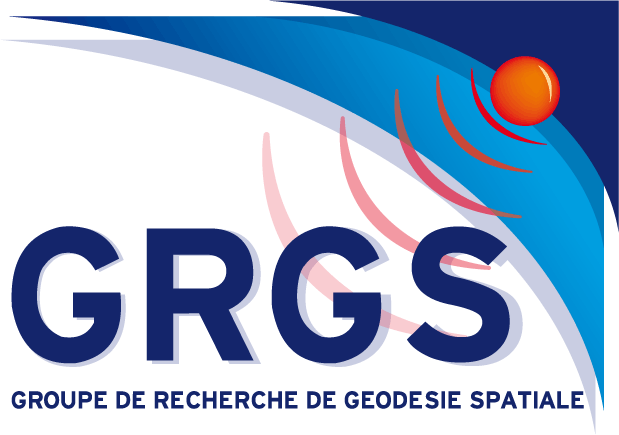 GRGS
GROUPE DE RECHERCHE DE GEODESIE SPATIALE